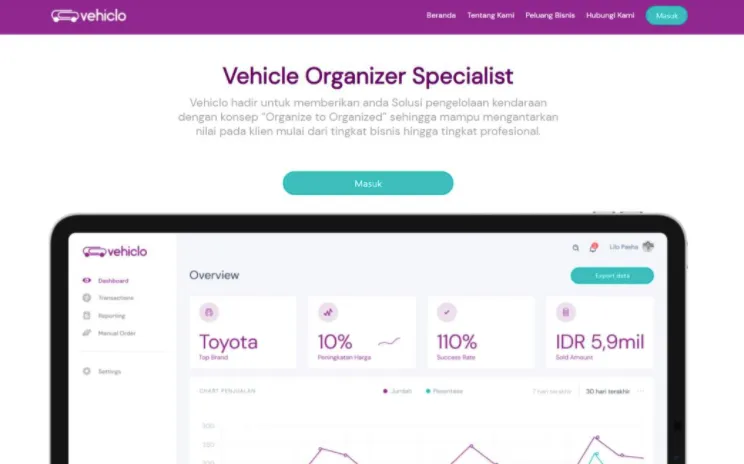 vehiclo
Beranda Tentang Kami Peluang Bisnis Hubungi Kami Masuk
Vehicle Organizer Specialist
Vehiclo hadir untuk memberikan anda Solusi pengelolaan kendaraan
dengan konsep "Organize to Organized" sehingga mampu mengantarkan
nilai pada klien mulai dari tingkat bisnis hingga tingkat profesional.
Masuk
vehiclo
Lilo Pasha
Overview
Export data
Dashboard
Transactions
Reporting
Manual Order
Settings
Toyota
Top Brand
10%
Peningkatan Harga
110%
Success Rate
IDR 5,9mil
Sold Amount
CHART PENJUALAN
Jumlah
Persentase
7 hari terakhir
30 hari terakhir